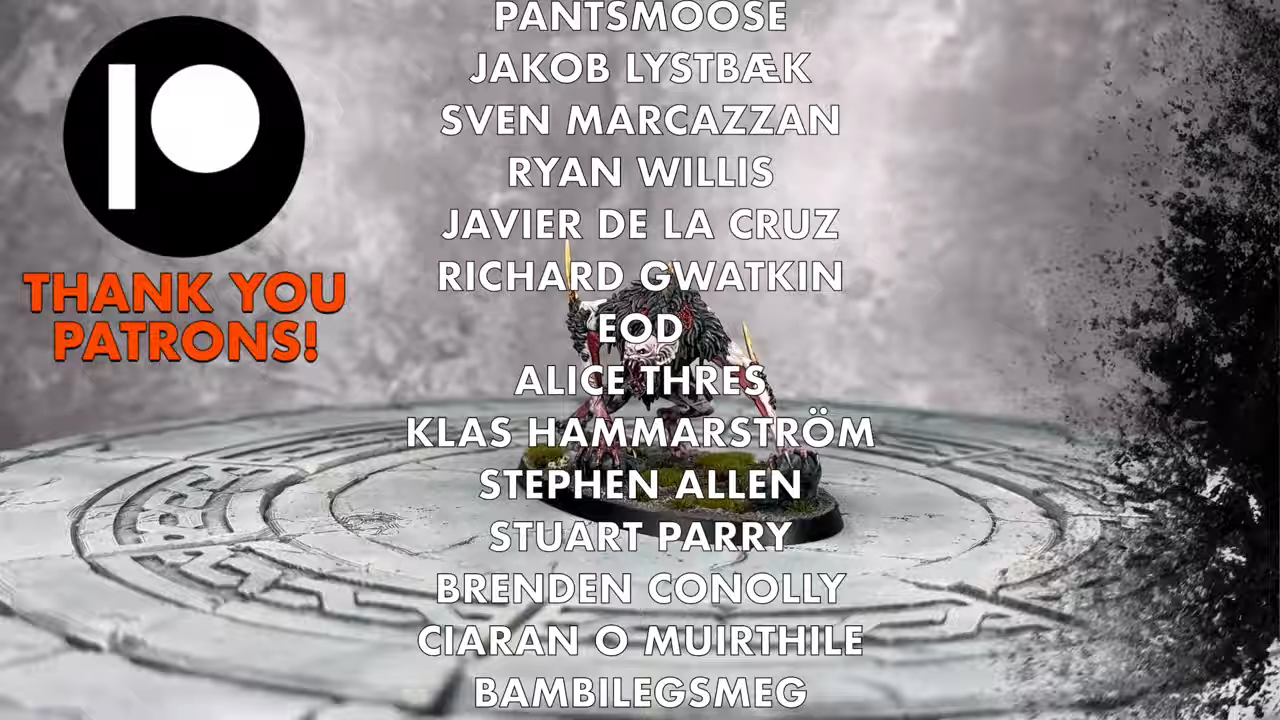 THANK YOU
PATRONS!
PANTSMOOSE
JAKOB LYSTBÆK
SVEN MARCAZZAN
RYAN WILLIS
JAVIER DE LA CRUZ
RICHARD GWATKIN
EOD
ALICE THRES
KLAS HAMMARSTRÖM
STEPHEN ALLEN
STUART PARRY
BRENDEN CONOLLY
CIARAN O MUIRTHILE
BAMBILEGSMEG